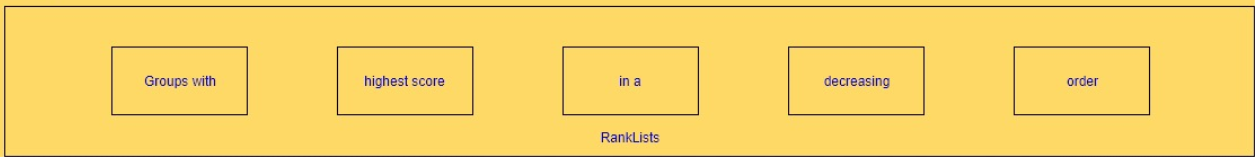 Groups with highest score in a decreasing order
RankLists